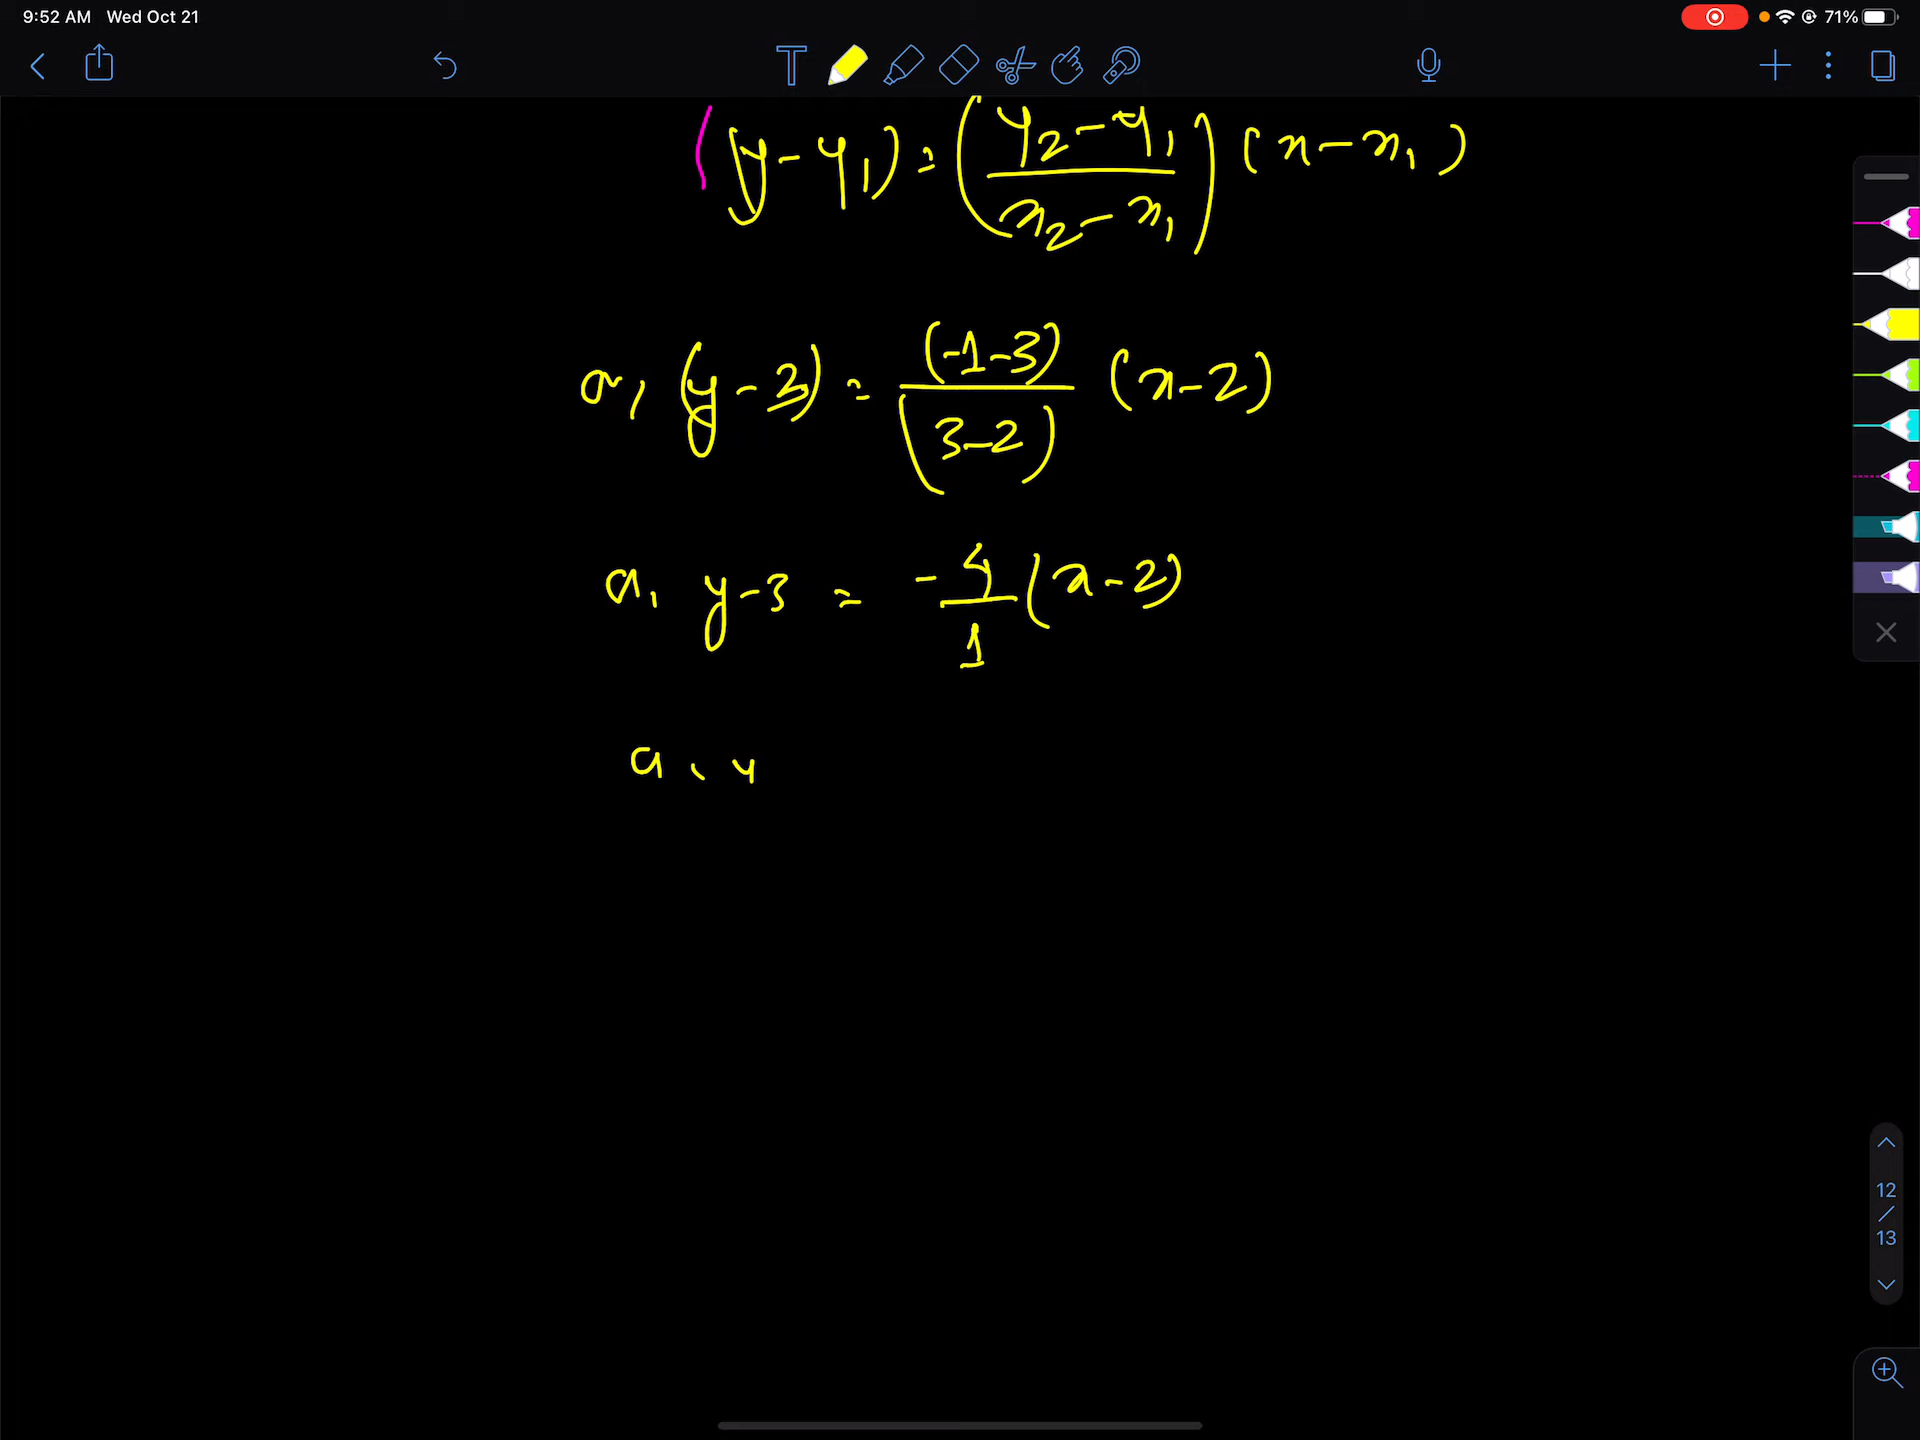 9:52 AM Wed Oct 21
71%
T
(y-y₁) = (y₂-y₁ / x₂-x₁) (x-x₁)
or, (y-3) = (-1-3)/(3-2) (x-2)
or, y-3 = -4/1 (x-2)
or, y
12
/
13